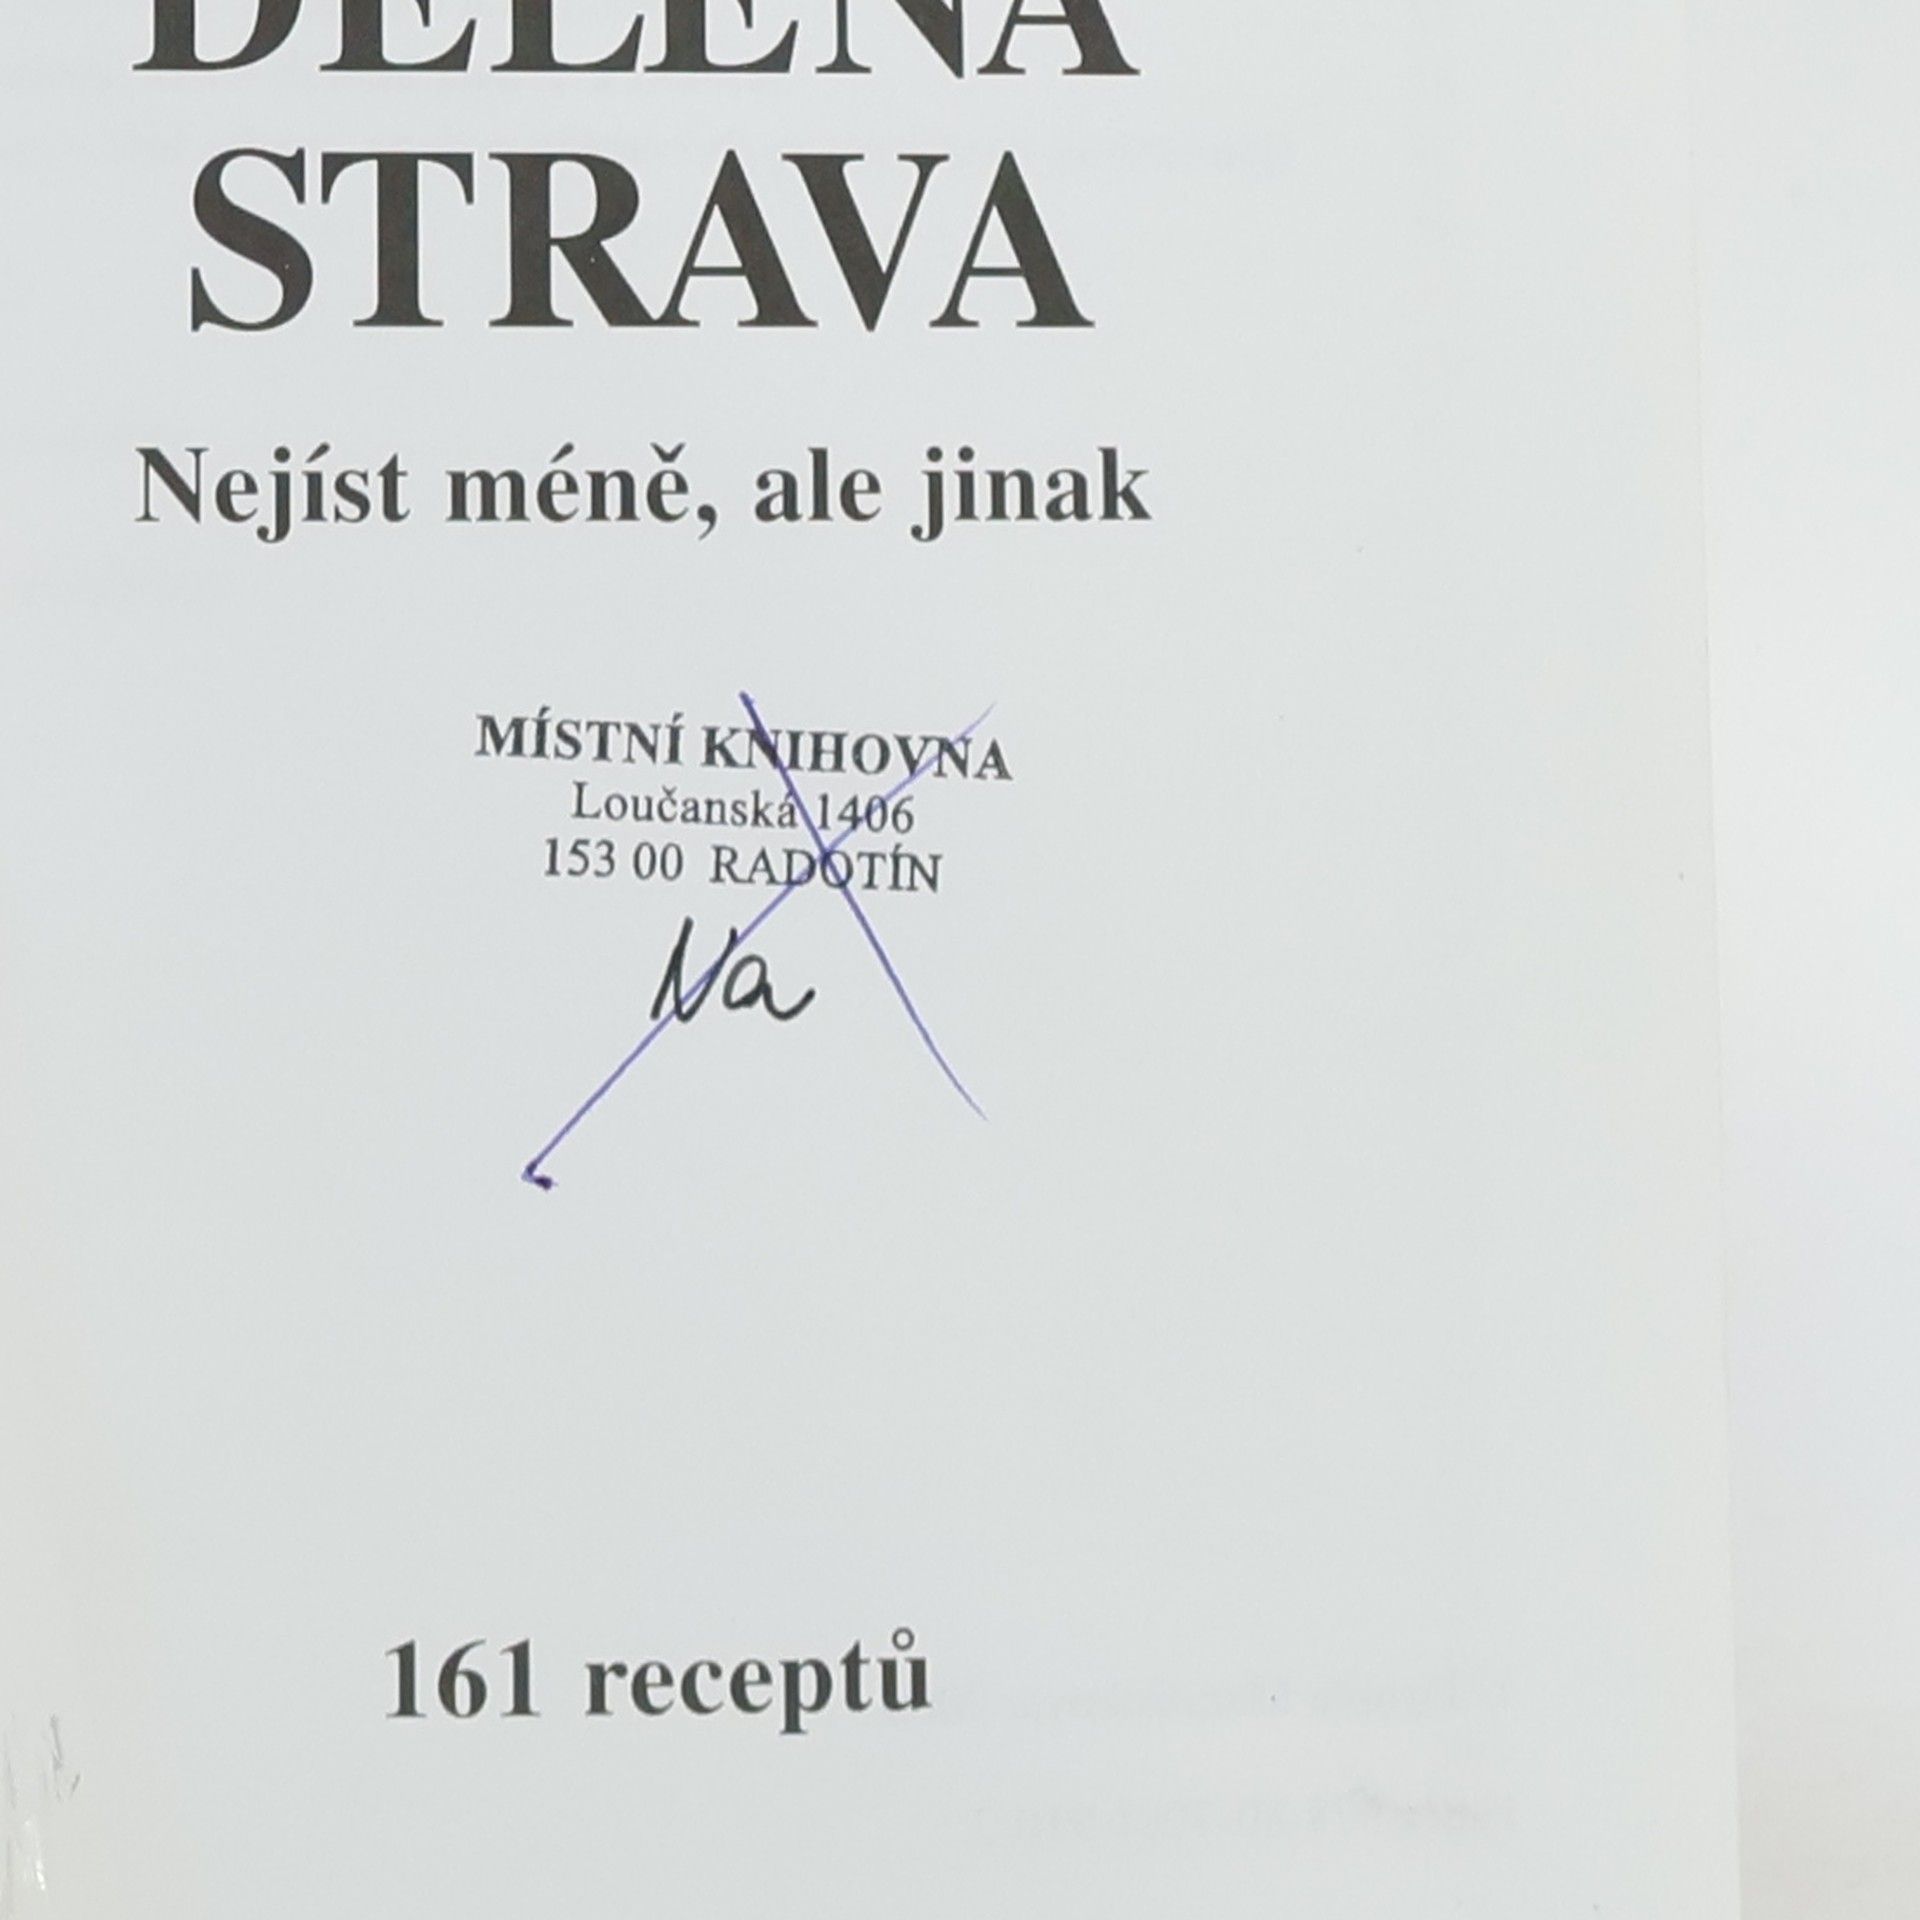 DĚLENÁ
STRAVA
Nejíst méně, ale jinak
MÍSTNÍ KNIHOVNA
Loučanská 1406
153 00 RADOTÍN
Na
161 receptů